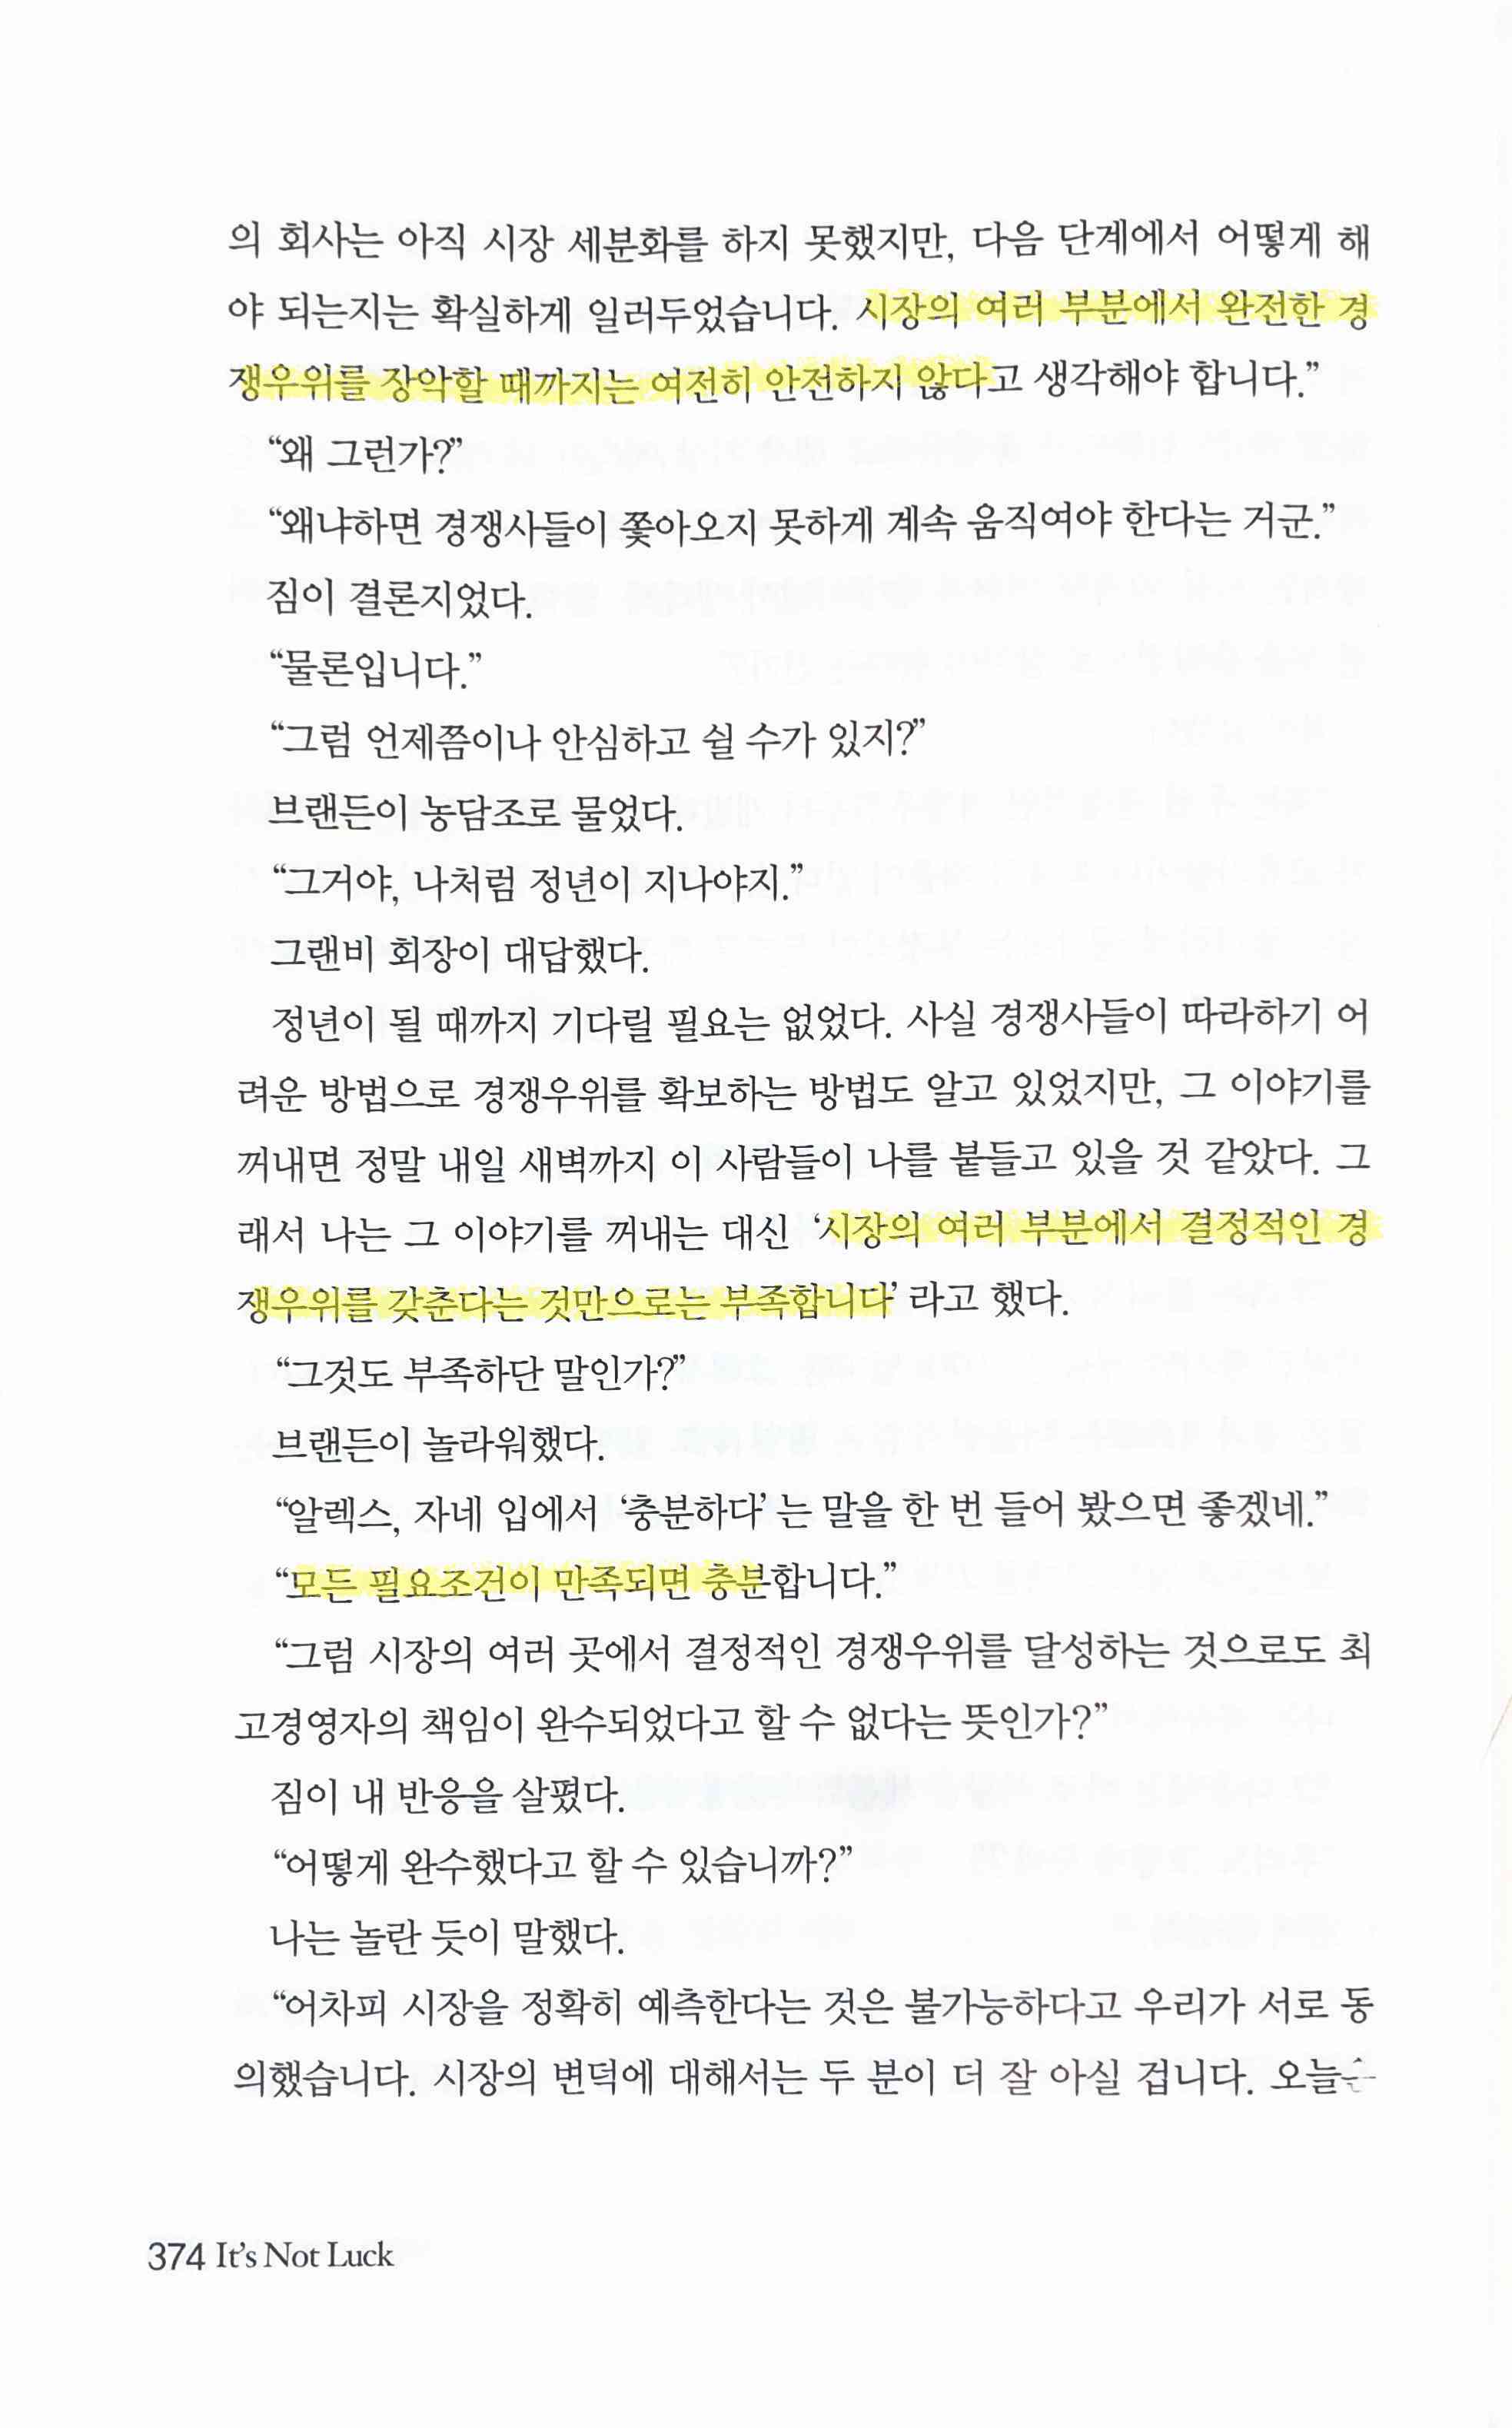 의 회사는 아직 시장 세분화를 하지 못했지만, 다음 단계에서 어떻게 해
야 되는지는 확실하게 일러두었습니다. 시장의 여러 부분에서 완전한 경
쟁우위를 장악할 때까지는 여전히 안전하지 않다고 생각해야 합니다.”
“왜 그런가?”
“왜냐하면 경쟁사들이 쫓아오지 못하게 계속 움직여야 한다는 거군.”
짐이 결론지었다.
“물론입니다.”
“그럼 언제쯤이나 안심하고 쉴 수가 있지?”
브랜든이 농담조로 물었다.
“그거야, 나처럼 정년이 지나야지.”
그랜비 회장이 대답했다.
정년이 될 때까지 기다릴 필요는 없었다. 사실 경쟁사들이 따라하기 어
려운 방법으로 경쟁우위를 확보하는 방법도 알고 있었지만, 그 이야기를
꺼내면 정말 내일 새벽까지 이 사람들이 나를 붙들고 있을 것 같았다. 그
래서 나는 그 이야기를 꺼내는 대신 ‘시장의 여러 부분에서 결정적인 경
쟁우위를 갖춘다는 것만으로는 부족합니다’ 라고 했다.
“그것도 부족하단 말인가?”
브랜든이 놀라워했다.
“알렉스, 자네 입에서 ‘충분하다’는 말을 한 번 들어 봤으면 좋겠네.”
“모든 필요조건이 만족되면 충분합니다.”
“그럼 시장의 여러 곳에서 결정적인 경쟁우위를 달성하는 것으로도 최
고경영자의 책임이 완수되었다고 할 수 없다는 뜻인가?”
짐이 내 반응을 살폈다.
“어떻게 완수했다고 할 수 있습니까?”
나는 놀란 듯이 말했다.
“어차피 시장을 정확히 예측한다는 것은 불가능하다고 우리가 서로 동
의했습니다. 시장의 변덕에 대해서는 두 분이 더 잘 아실 겁니다. 오늘은
374 It’s Not Luck